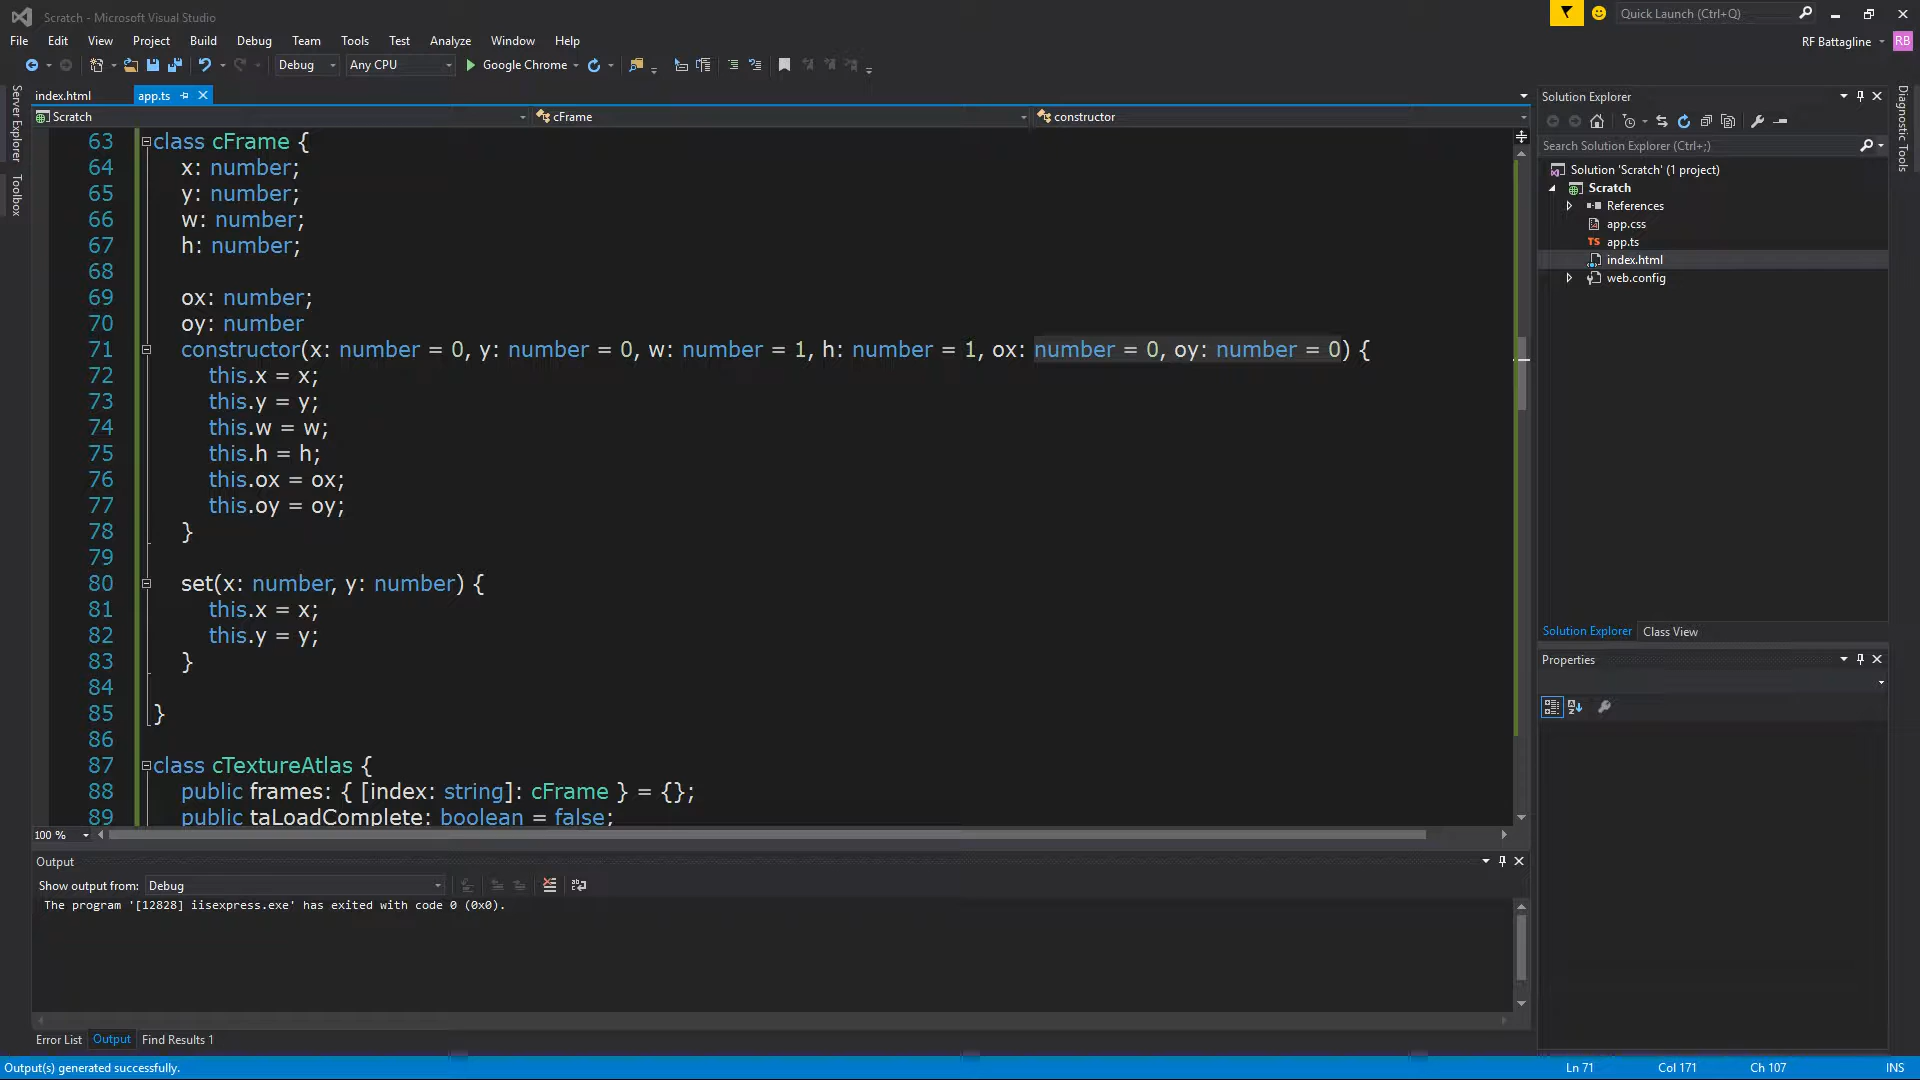 Scratch - Microsoft Visual Studio
Quick Launch (Ctrl+Q)
File Edit View Project Build Debug Team Tools Test Analyze Window Help
RF Battagline RB
Debug Any CPU Google Chrome
Server Explorer
Toolbox
index.html app.ts
Scratch cFrame constructor
63 class cFrame {
64 x: number;
65 y: number;
66 w: number;
67 h: number;
68
69 ox: number;
70 oy: number
71 constructor(x: number = 0, y: number = 0, w: number = 1, h: number = 1, ox: number = 0, oy: number = 0) {
72 this.x = x;
73 this.y = y;
74 this.w = w;
75 this.h = h;
76 this.ox = ox;
77 this.oy = oy;
78 }
79
80 set(x: number, y: number) {
81 this.x = x;
82 this.y = y;
83 }
84
85 }
86
87 class cTextureAtlas {
88 public frames: { [index: string]: cFrame } = {};
89 public taLoadComplete: boolean = false;
100 %
Output
Show output from: Debug
The program '[12828] iisexpress.exe' has exited with code 0 (0x0).
Error List Output Find Results 1
Solution Explorer
Search Solution Explorer (Ctrl+;)
Solution 'Scratch' (1 project)
Scratch
References
app.css
TS app.ts
index.html
web.config
Solution Explorer Class View
Properties
Diagnostic Tools
Output(s) generated successfully.
Ln 71 Col 171 Ch 107 INS